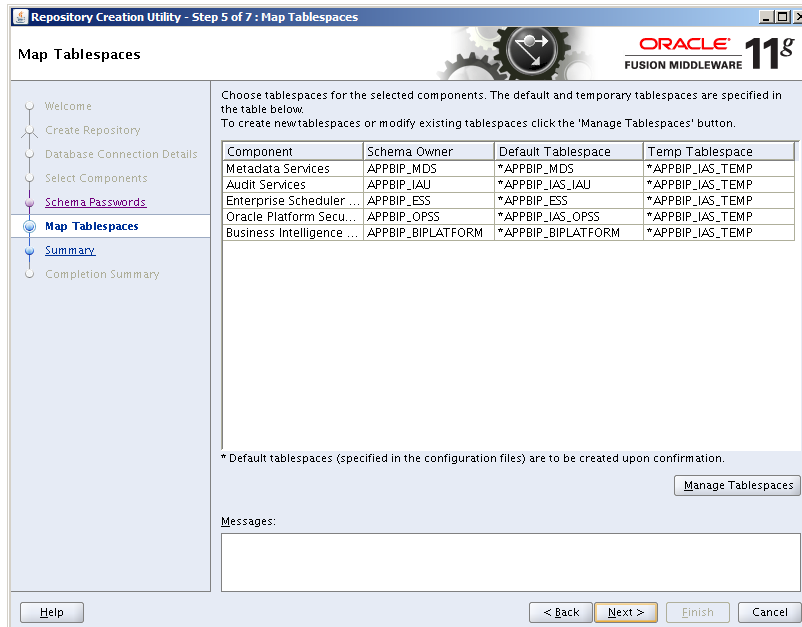 Repository Creation Utility - Step 5 of 7 : Map Tablespaces
Map Tablespaces
ORACLE
FUSION MIDDLEWARE 11g
Welcome
Create Repository
Database Connection Details
Select Components
Schema Passwords
Map Tablespaces
Summary
Completion Summary
Choose tablespaces for the selected components. The default and temporary tablespaces are specified in
the table below.
To create new tablespaces or modify existing tablespaces click the 'Manage Tablespaces' button.
Component Schema Owner Default Tablespace Temp Tablespace
Metadata Services APPBIP_MDS *APPBIP_MDS *APPBIP_IAS_TEMP
Audit Services APPBIP_IAU *APPBIP_IAS_IAU *APPBIP_IAS_TEMP
Enterprise Scheduler ... APPBIP_ESS *APPBIP_ESS *APPBIP_IAS_TEMP
Oracle Platform Secu... APPBIP_OPSS *APPBIP_IAS_OPSS *APPBIP_IAS_TEMP
Business Intelligence ... APPBIP_BIPLATFORM *APPBIP_BIPLATFORM *APPBIP_IAS_TEMP
* Default tablespaces (specified in the configuration files) are to be created upon confirmation.
Manage Tablespaces
Messages:
Help < Back Next > Finish Cancel